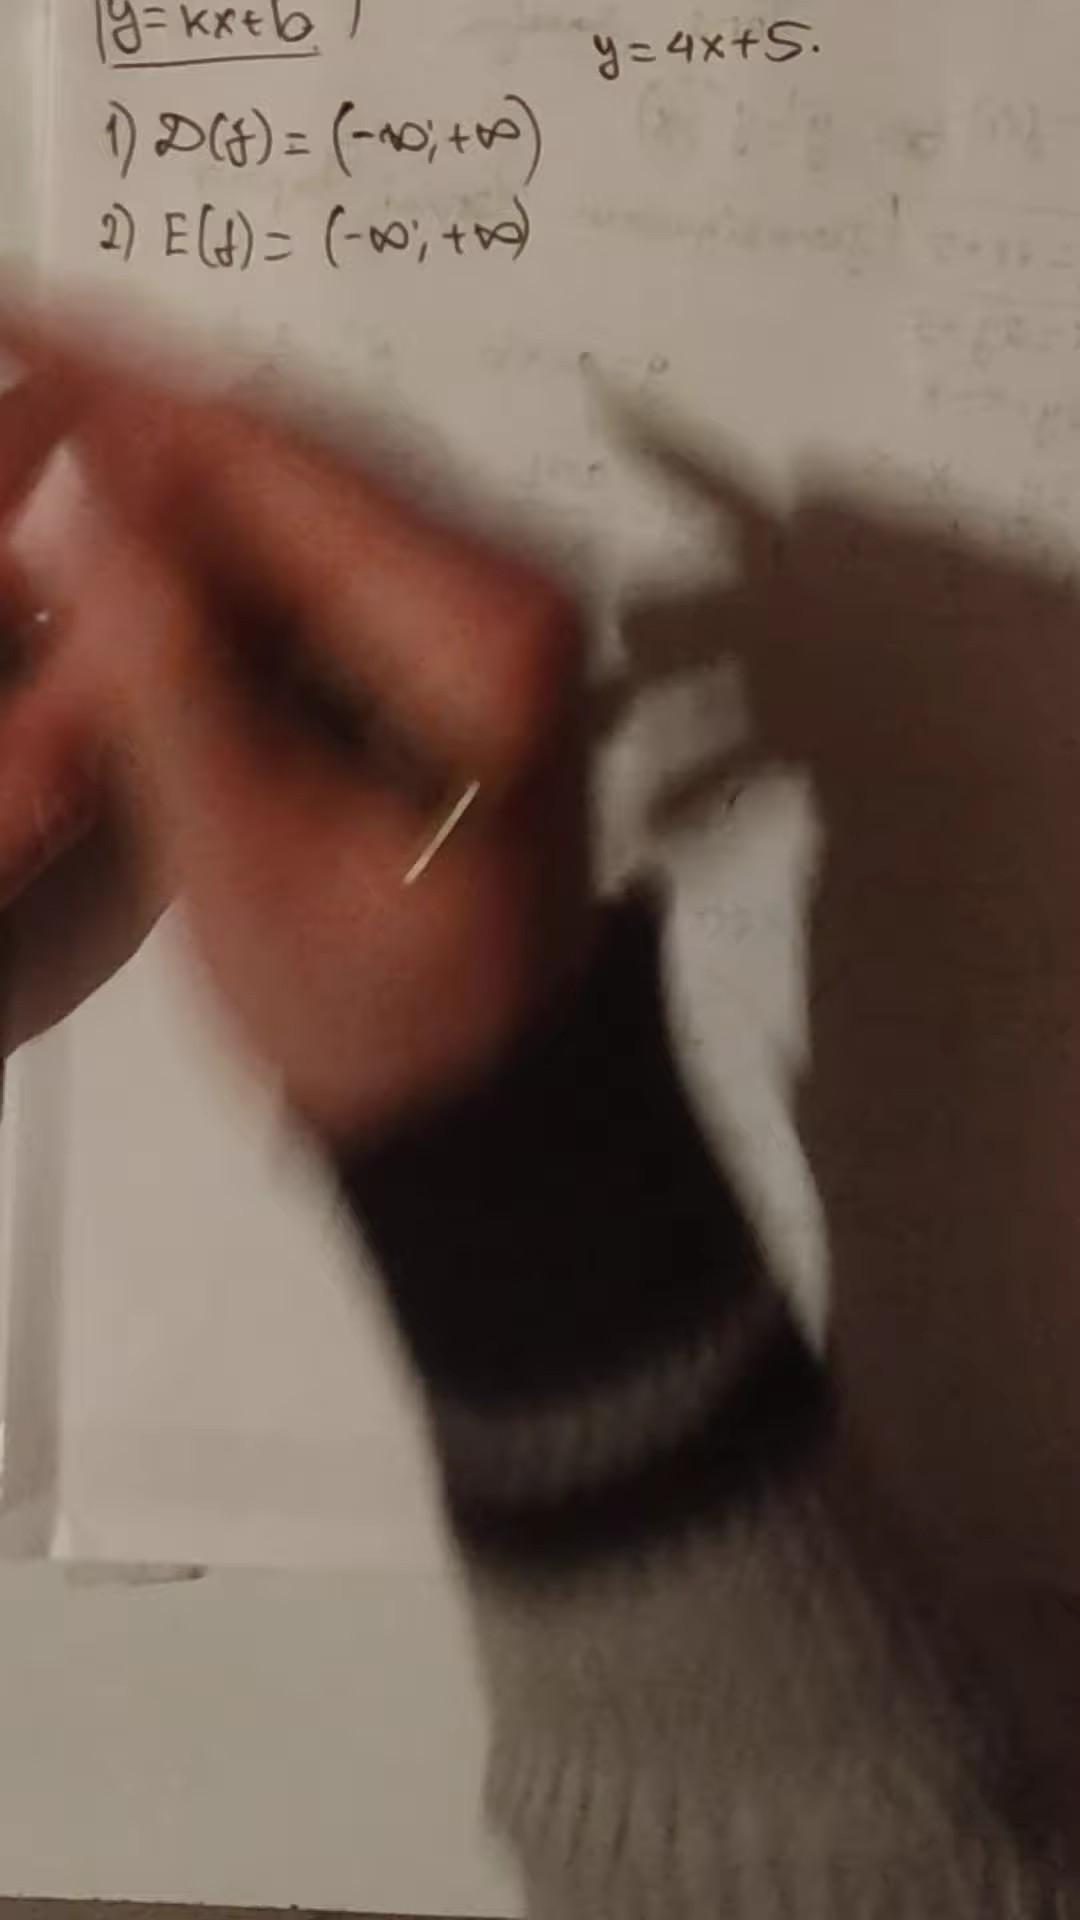 y=kx+b
y=4x+5.
1) D(f)=(-∞;+∞)
2) E(f)=(-∞;+∞)